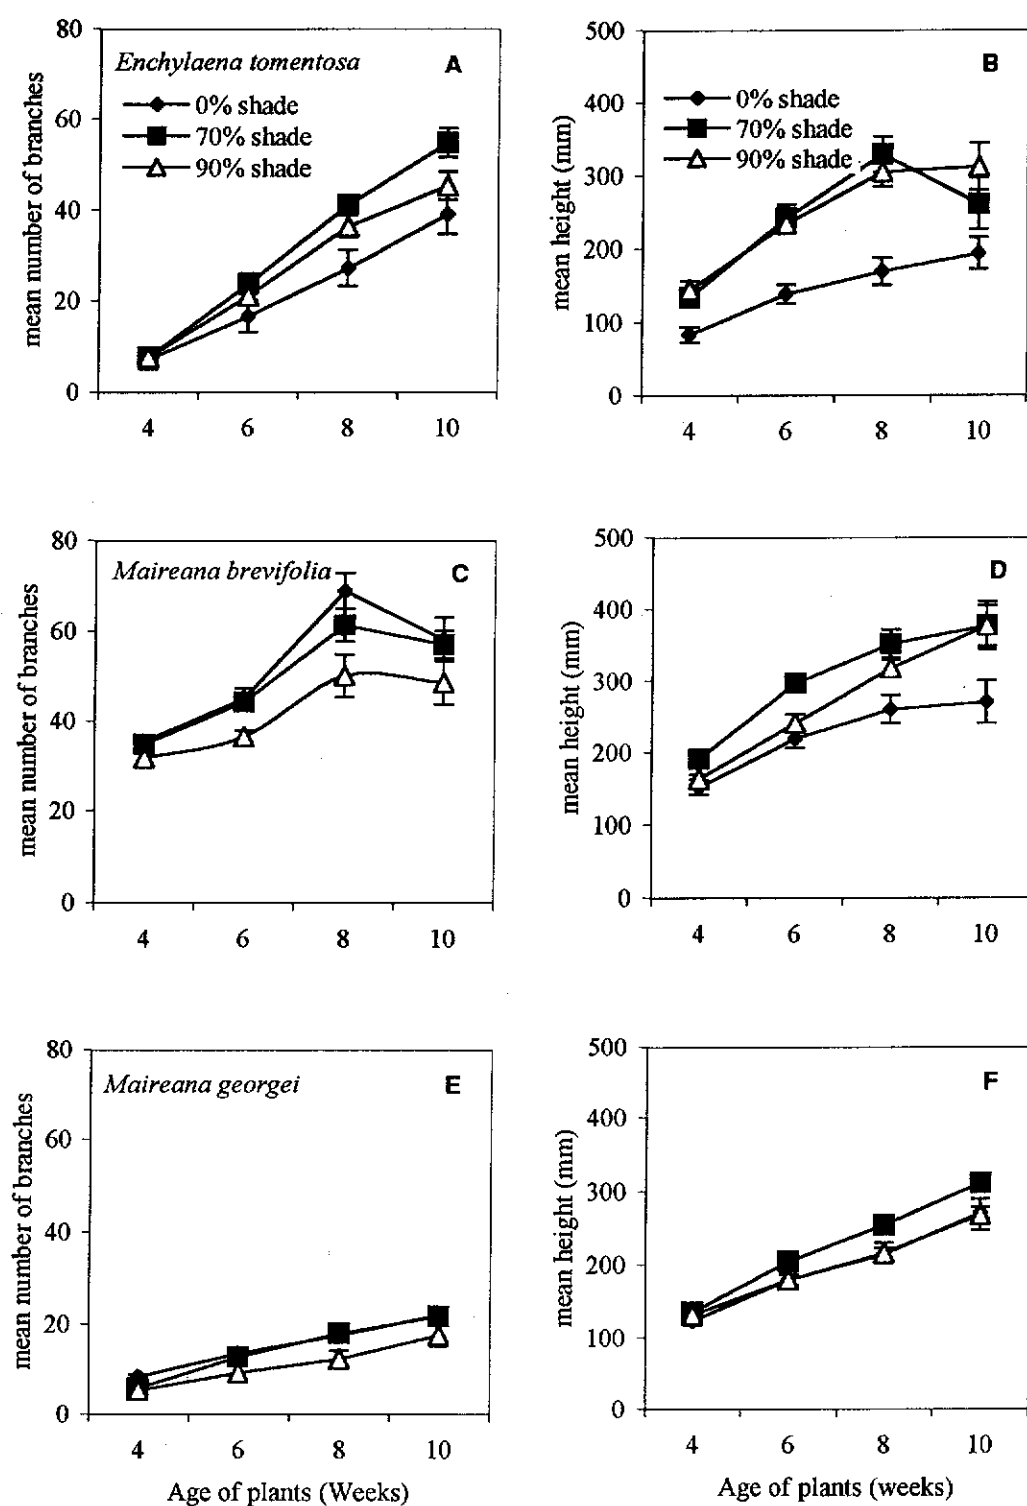 80
60
40
20
0
mean number of branches
Enchylaena tomentosa
A
0% shade
70% shade
90% shade
4 6 8 10
500
400
300
200
100
0
mean height (mm)
B
0% shade
70% shade
90% shade
4 6 8 10
80
60
40
20
0
mean number of branches
Maireana brevifolia
C
4 6 8 10
500
400
300
200
100
0
mean height (mm)
D
4 6 8 10
80
60
40
20
0
mean number of branches
Maireana georgei
E
4 6 8 10
Age of plants (Weeks)
500
400
300
200
100
0
mean height (mm)
F
4 6 8 10
Age of plants (weeks)